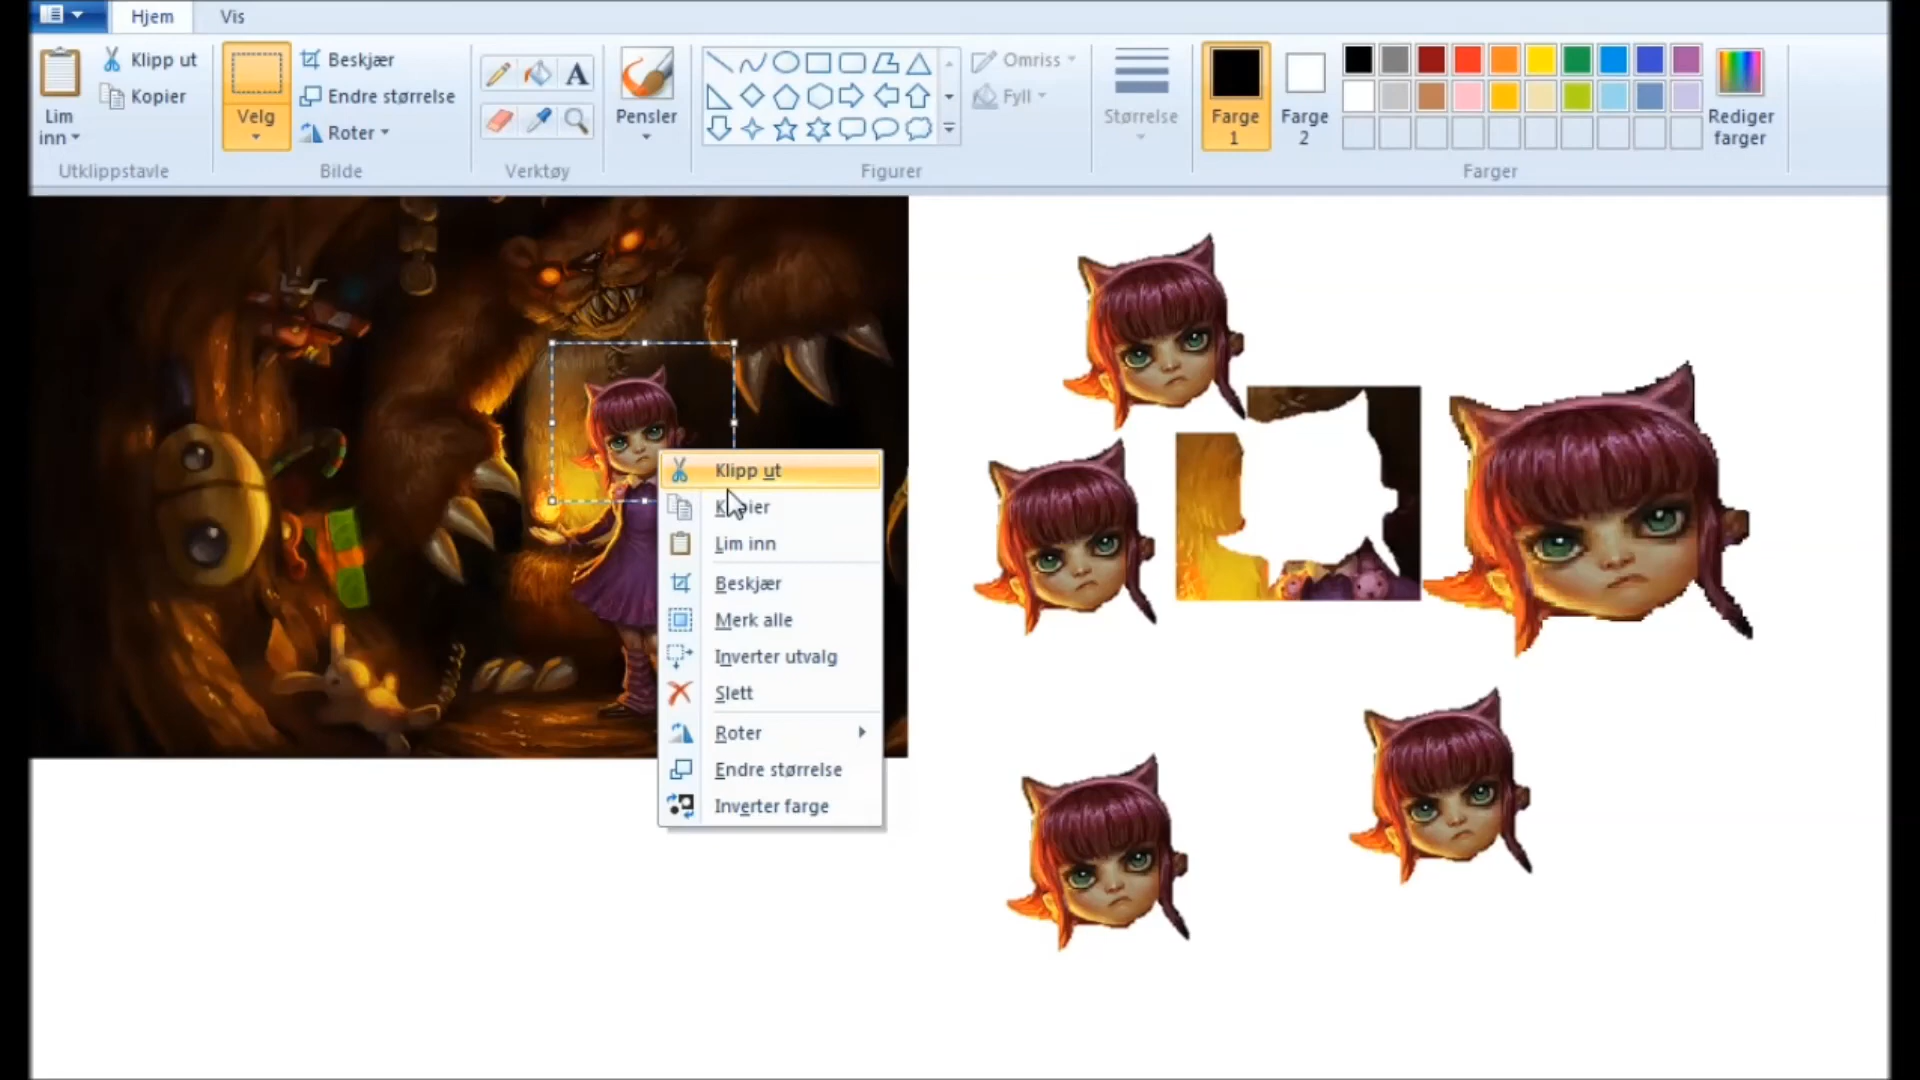 Hjem
Vis
Klipp ut
Kopier
Lim
inn
Velg
Beskjær
Endre størrelse
Roter
A
Pensler
Omriss
Fyll
Størrelse
Farge
1
Farge
2
Rediger
farger
Utklippstavle
Bilde
Verktøy
Figurer
Farger
Klipp ut
Kopier
Lim inn
Beskjær
Merk alle
Inverter utvalg
Slett
Roter
Endre størrelse
Inverter farge